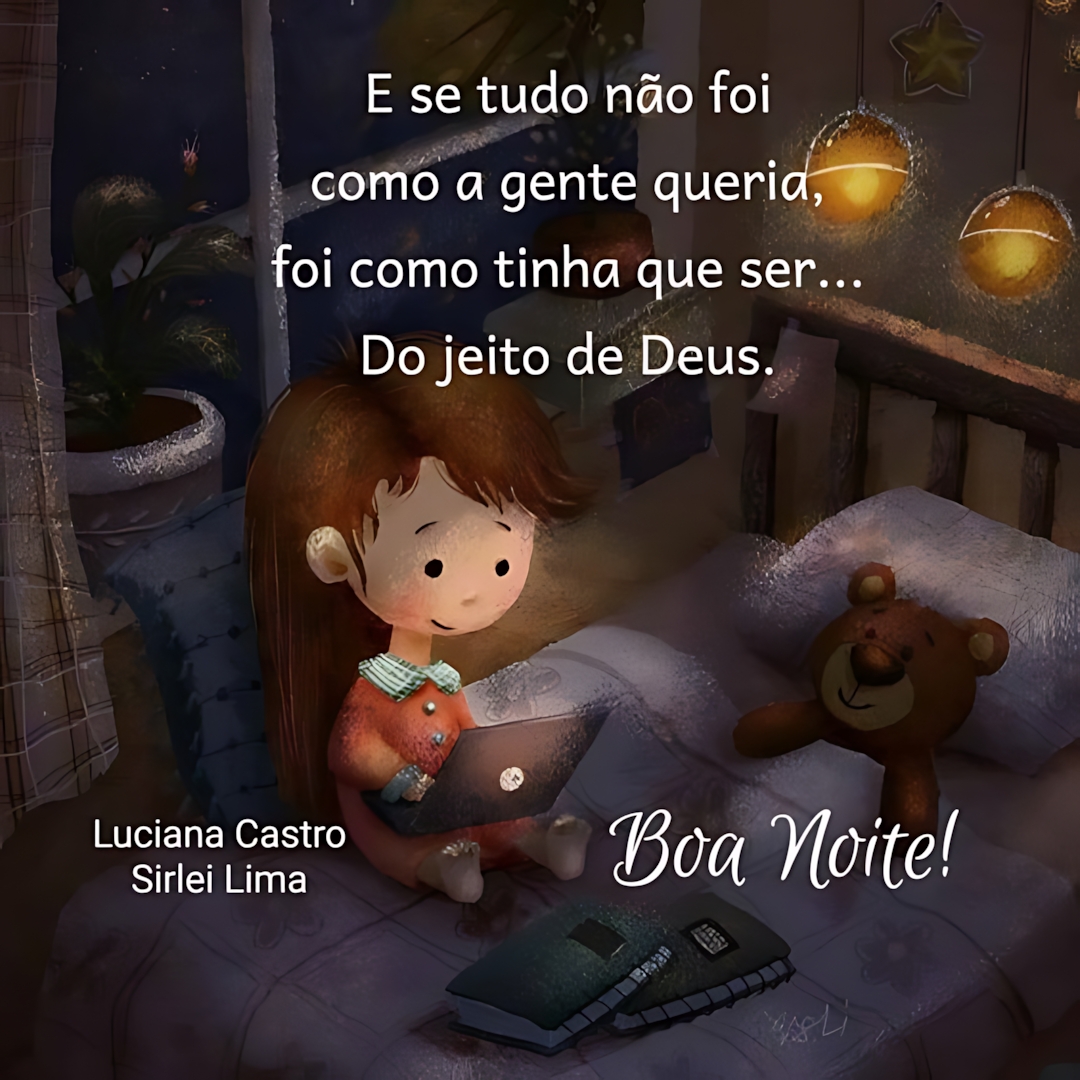 E se tudo não foi
como a gente queria,
foi como tinha que ser...
Do jeito de Deus.
Luciana Castro
Sirlei Lima
Boa Noite!